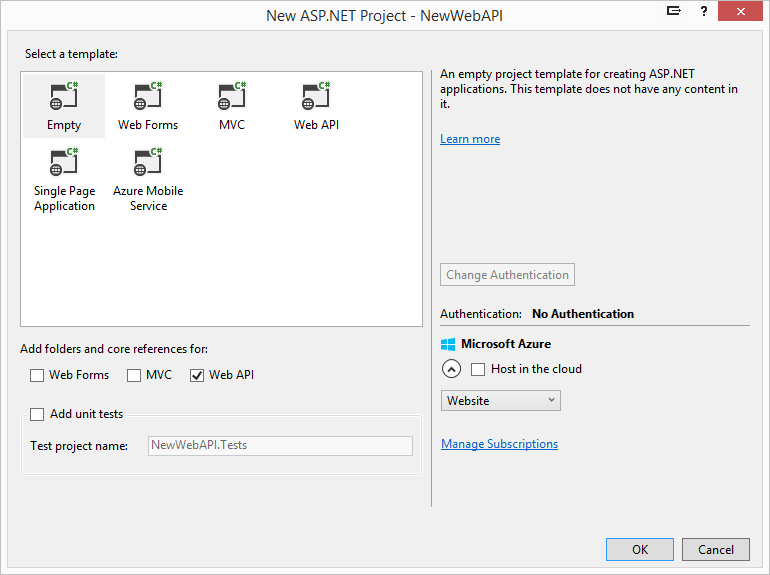 New ASP.NET Project - NewWebAPI
?
Select a template:
C#
C#
C#
C#
Empty
Web Forms
MVC
Web API
C#
C#
Single Page
Application
Azure Mobile
Service
An empty project template for creating ASP.NET
applications. This template does not have any content in
it.
Learn more
Change Authentication
Authentication: No Authentication
Microsoft Azure
Host in the cloud
Website
Manage Subscriptions
Add folders and core references for:
Web Forms
MVC
Web API
Add unit tests
Test project name:
NewWebAPI.Tests
OK
Cancel